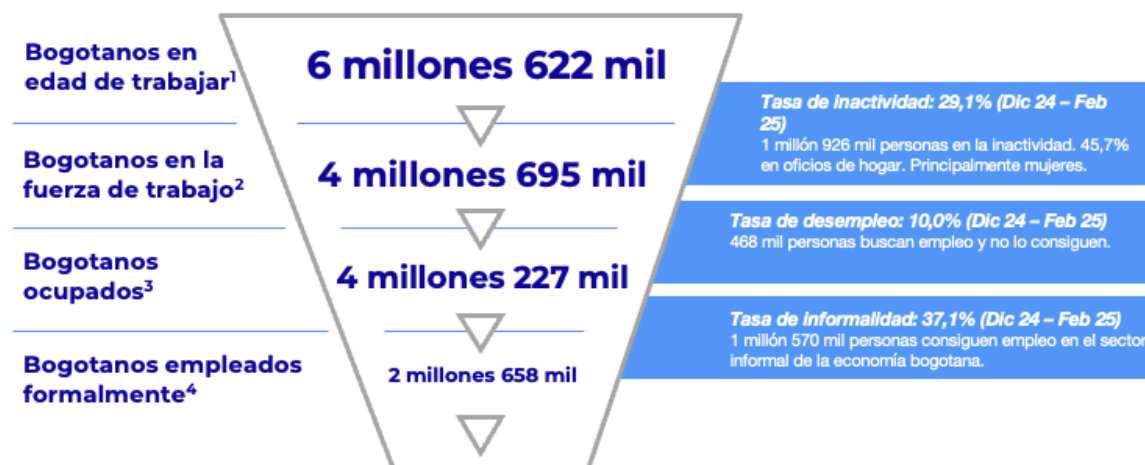 Bogotanos en
edad de trabajar¹
6 millones 622 mil
Tasa de inactividad: 29,1% (Dic 24 – Feb
25)
1 millón 926 mil personas en la inactividad. 45,7%
en oficios de hogar. Principalmente mujeres.
Bogotanos en la
fuerza de trabajo²
4 millones 695 mil
Tasa de desempleo: 10,0% (Dic 24 – Feb 25)
468 mil personas buscan empleo y no lo consiguen.
Bogotanos
ocupados³
4 millones 227 mil
Tasa de informalidad: 37,1% (Dic 24 – Feb 25)
1 millón 570 mil personas consiguen empleo en el sector
informal de la economía bogotana.
Bogotanos empleados
formalmente⁴
2 millones 658 mil